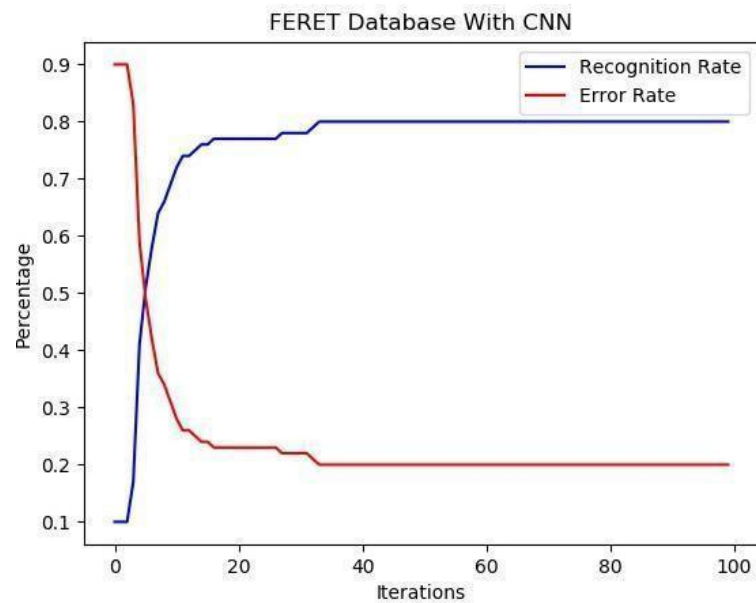 FERET Database With CNN
Recognition Rate
Error Rate
0.9
0.8
0.7
0.6
0.5
0.4
0.3
0.2
0.1
Percentage
0 20 40 60 80 100
Iterations